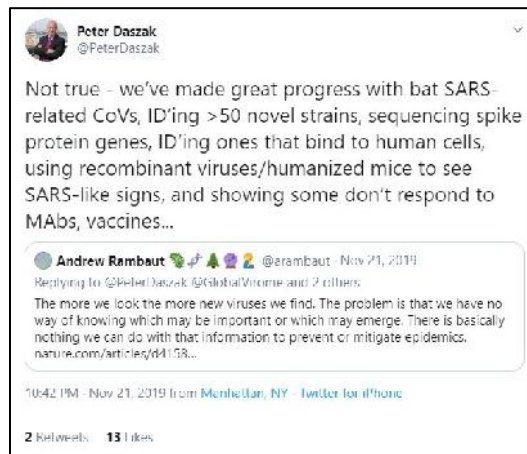 Peter Daszak
@PeterDaszak
Not true - we've made great progress with bat SARS-
related CoVs, ID'ing >50 novel strains, sequencing spike
protein genes, ID'ing ones that bind to human cells,
using recombinant viruses/humanized mice to see
SARS-like signs, and showing some don't respond to
MAbs, vaccines...
Andrew Rambaut @arambaut · Nov 21, 2019
Replying to @PeterDaszak @GlobalVirome and 2 others
The more we look the more new viruses we find. The problem is that we have no
way of knowing which may be important or which may emerge. There is basically
nothing we can do with that information to prevent or mitigate epidemics.
nature.com/articles/d4158...
10:42 PM · Nov 21, 2019 from Manhattan, NY · Twitter for iPhone
2 Retweets 13 Likes